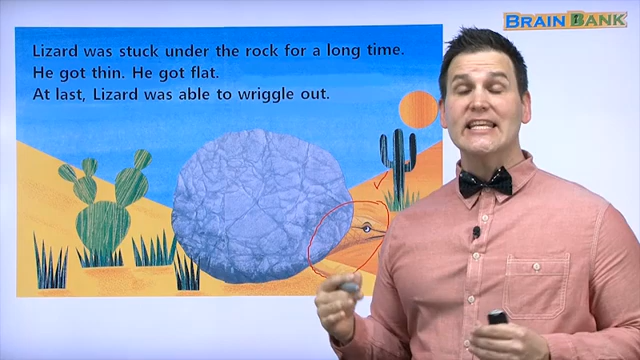 BRAIN BANK
Lizard was stuck under the rock for a long time.
He got thin. He got flat.
At last, Lizard was able to wriggle out.